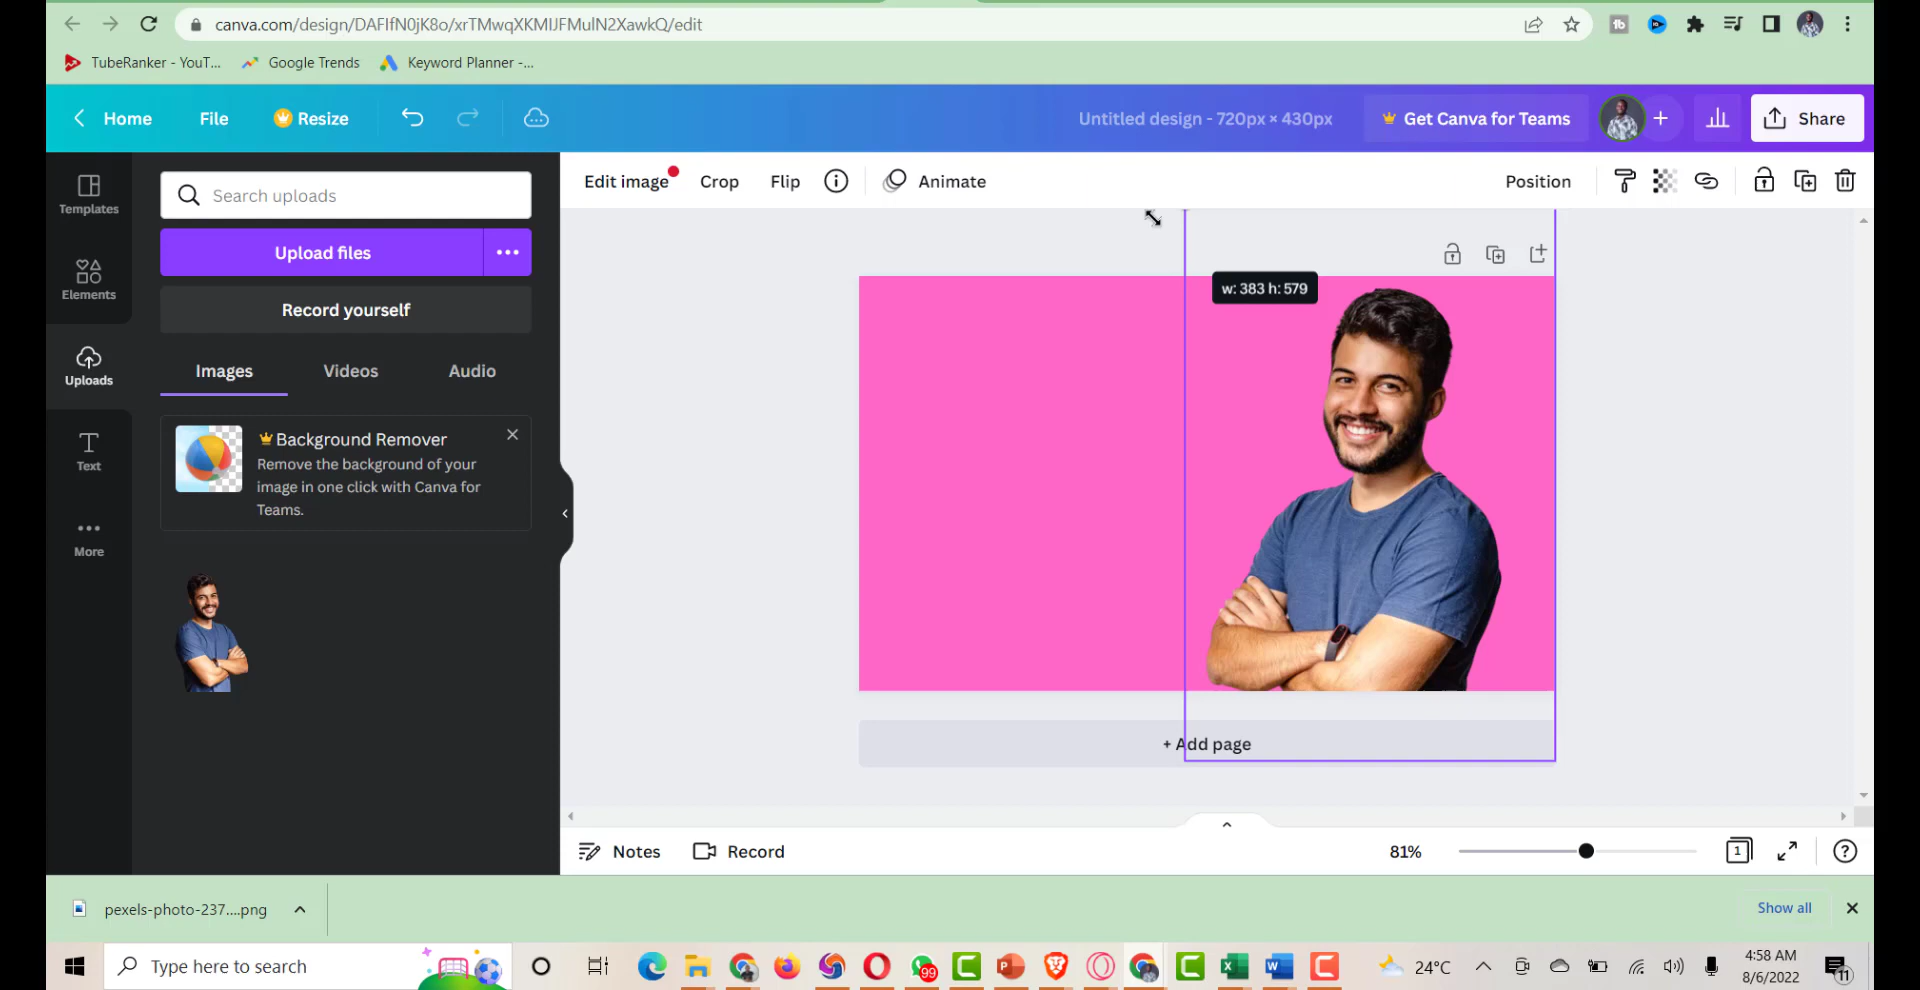 canva.com/design/DAFIfN0jK8o/xrTMwqXKMIJFMulN2XawkQ/edit
TubeRanker - YouT...
Google Trends
Keyword Planner -...
Home
File
Resize
Untitled design - 720px × 430px
Get Canva for Teams
Share
Templates
Elements
Uploads
Text
More
Search uploads
Upload files
Record yourself
Images
Videos
Audio
Background Remover
Remove the background of your
image in one click with Canva for
Teams.
Edit image
Crop
Flip
Animate
Position
w: 383 h: 579
+ Add page
Notes
Record
81%
1
pexels-photo-237....png
Show all
Type here to search
99
24°C
4:58 AM
8/6/2022
11